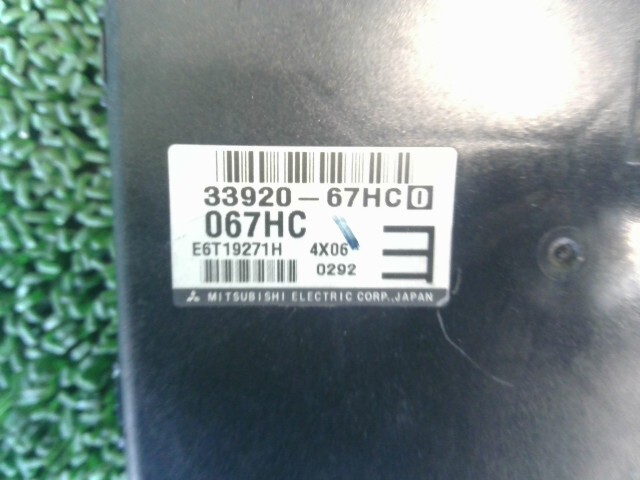 33920-67HC0
067HC
E6T19271H 4X06
0292
MITSUBISHI ELECTRIC CORP., JAPAN